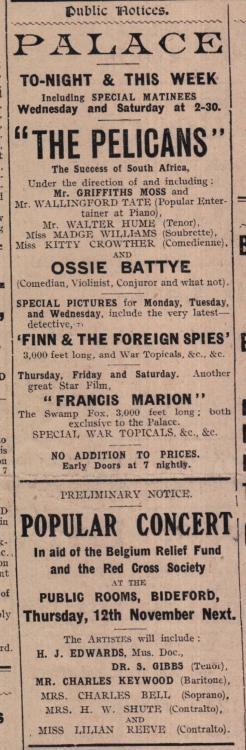 Public Notices.
PALACE
TO-NIGHT & THIS WEEK
Including SPECIAL MATINEES
Wednesday and Saturday at 2-30.
"THE PELICANS"
The Success of South Africa,
Under the direction of and including:
Mr. GRIFFITHS MOSS and
Mr. WALLINGFORD TATE (Popular Enter-
tainer at Piano),
Mr. WALTER HUME (Tenor),
Miss MADGE WILLIAMS (Soubrette),
Miss KITTY CROWTHER (Comedienne),
AND
OSSIE BATTYE
(Comedian, Violinist, Conjuror and what not).
SPECIAL PICTURES for Monday, Tuesday,
and Wednesday, include the very latest—
detective,
'FINN & THE FOREIGN SPIES'
3,000 feet long, and War Topicals, &c., &c.
Thursday, Friday and Saturday. Another
great Star Film,
"FRANCIS MARION"
The Swamp Fox, 3,000 feet long; both
exclusive to the Palace.
SPECIAL WAR TOPICALS, &c., &c.
NO ADDITION TO PRICES.
Early Doors at 7 nightly.
PRELIMINARY NOTICE.
POPULAR CONCERT
In aid of the Belgium Relief Fund
and the Red Cross Society
AT THE
PUBLIC ROOMS, BIDEFORD,
Thursday, 12th November Next.
The ARTISTES will include:
H. J. EDWARDS, Mus. Doc.,
DR. S. GIBBS (Tenor),
MR. CHARLES KEYWOOD (Baritone),
MRS. CHARLES BELL (Soprano),
MRS. H. W. SHUTE (Contralto),
AND
MISS LILIAN REEVE (Contralto).